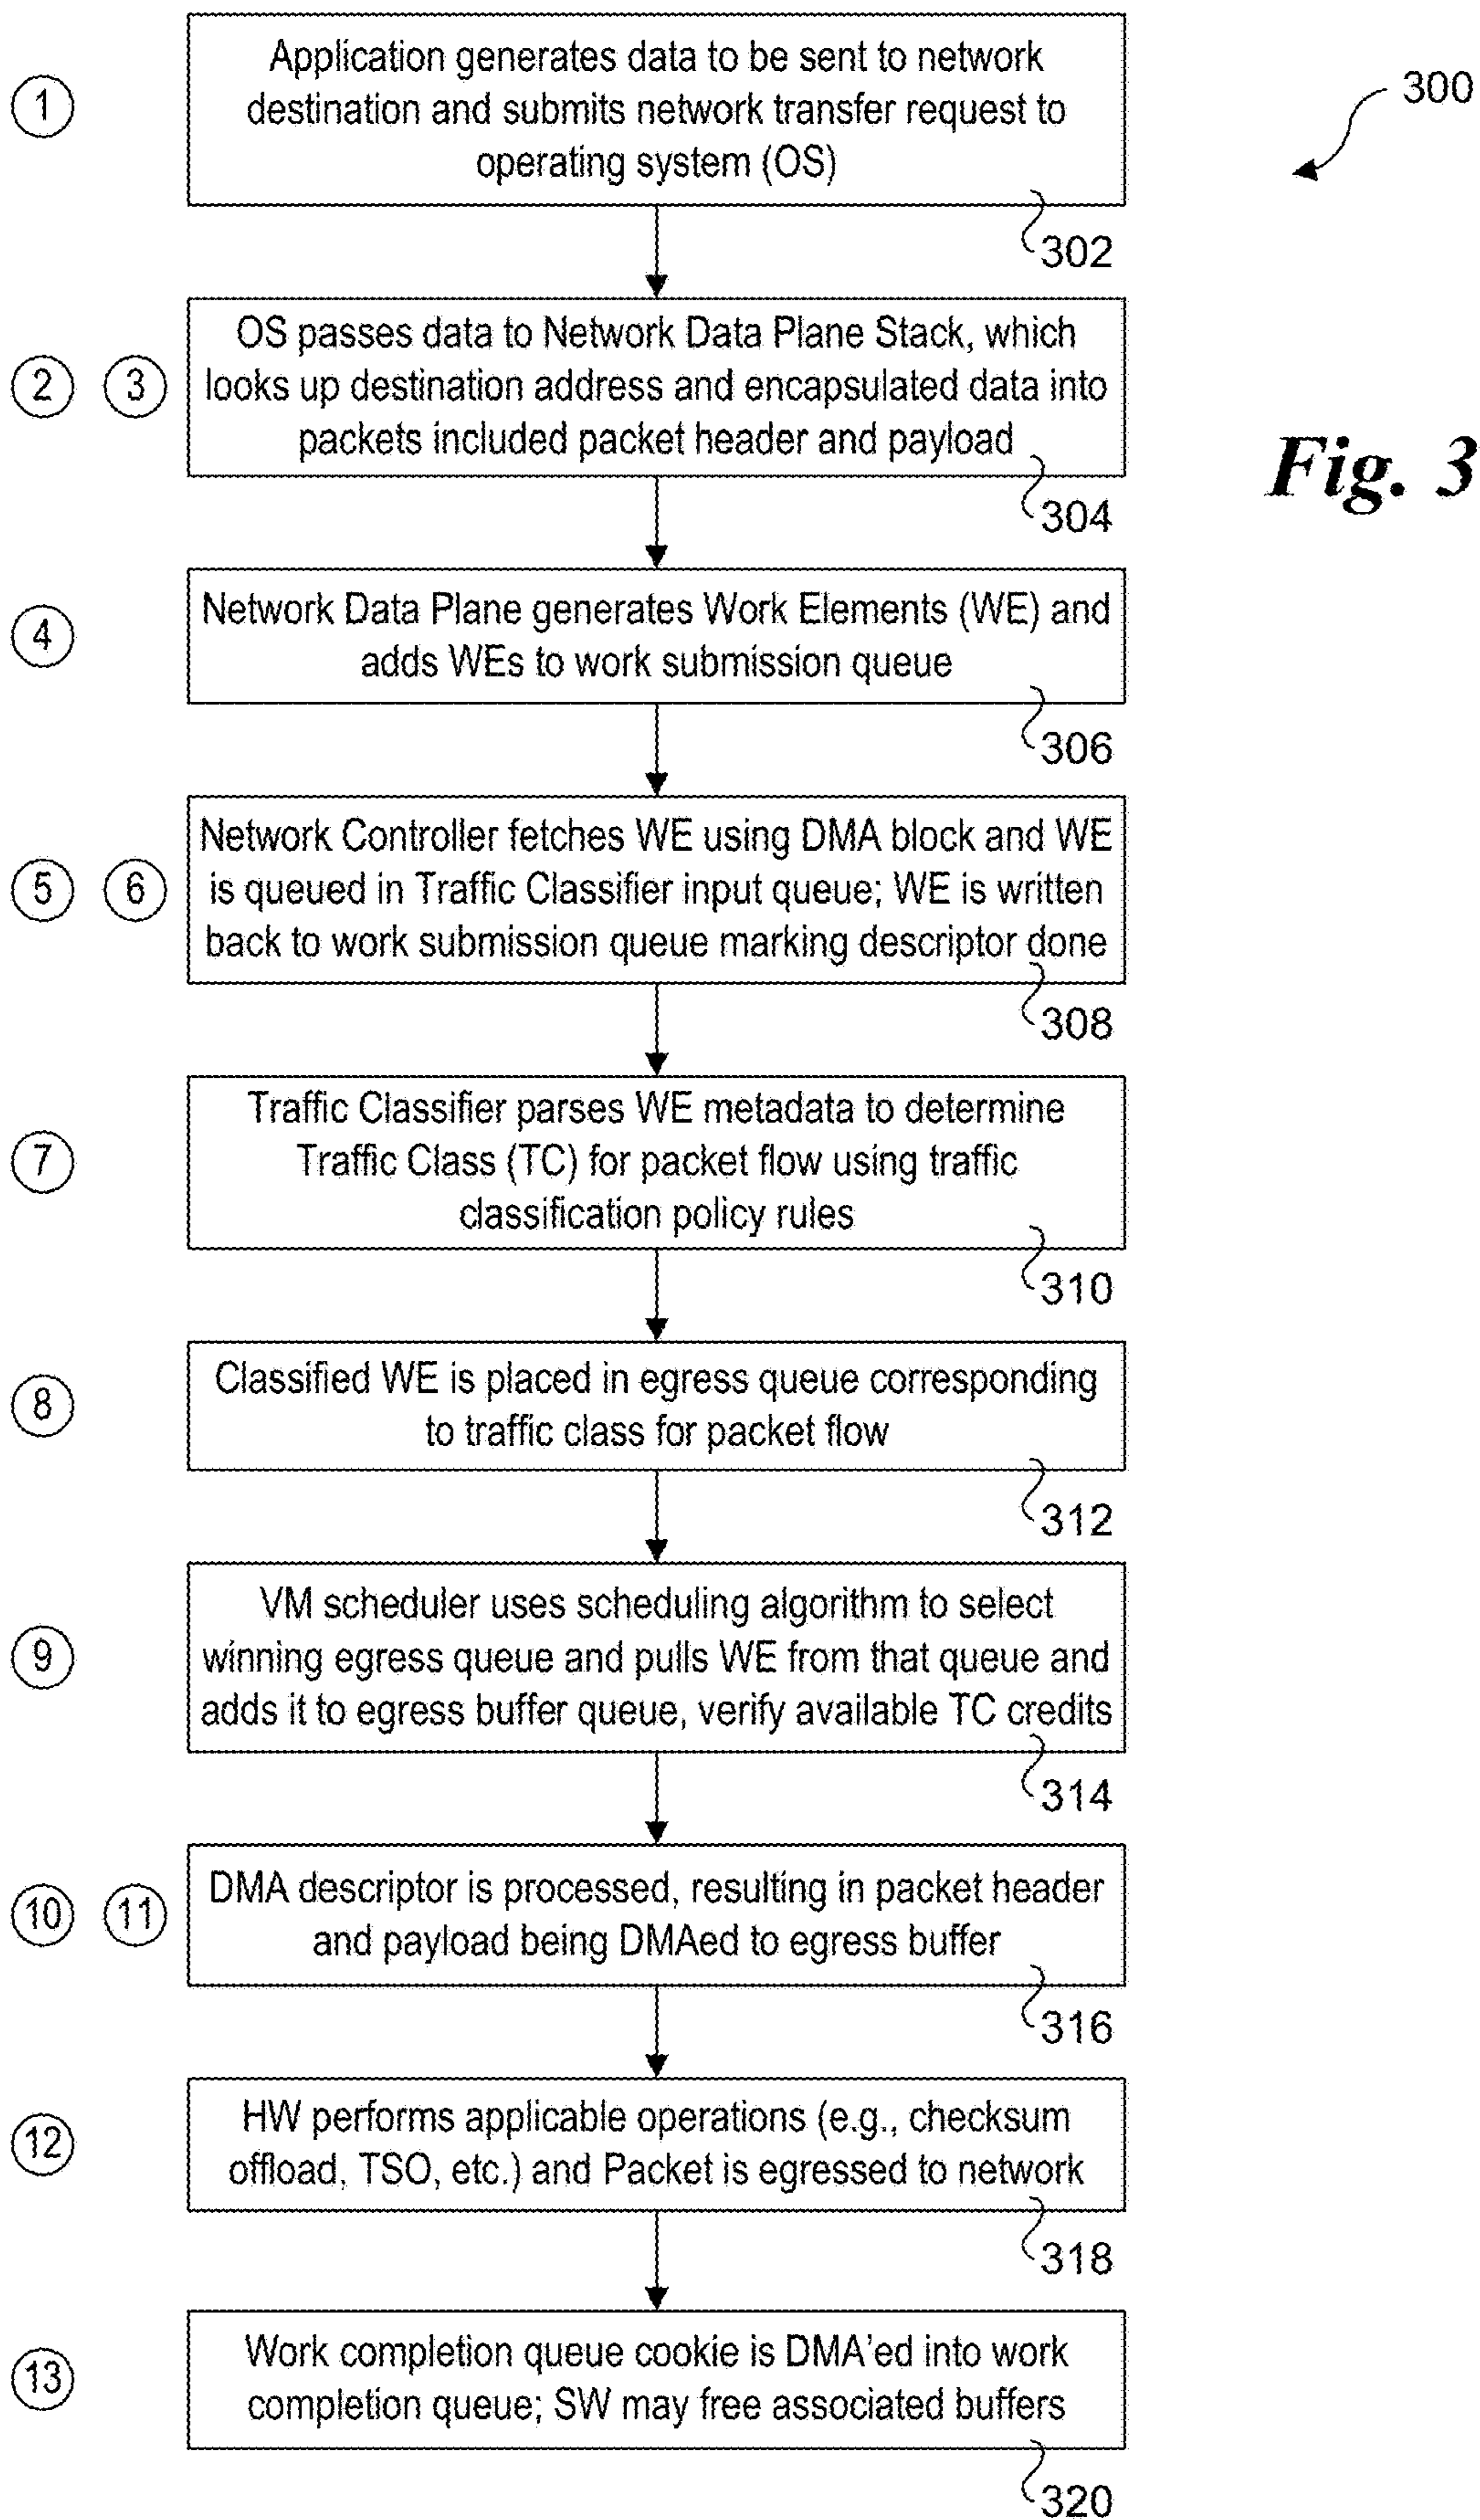 1
Application generates data to be sent to network
destination and submits network transfer request to
operating system (OS)
300
302
2 3
OS passes data to Network Data Plane Stack, which
looks up destination address and encapsulated data into
packets included packet header and payload
Fig. 3
304
4
Network Data Plane generates Work Elements (WE) and
adds WEs to work submission queue
306
5 6
Network Controller fetches WE using DMA block and WE
is queued in Traffic Classifier input queue; WE is written
back to work submission queue marking descriptor done
308
7
Traffic Classifier parses WE metadata to determine
Traffic Class (TC) for packet flow using traffic
classification policy rules
310
8
Classified WE is placed in egress queue corresponding
to traffic class for packet flow
312
9
VM scheduler uses scheduling algorithm to select
winning egress queue and pulls WE from that queue and
adds it to egress buffer queue, verify available TC credits
314
10 11
DMA descriptor is processed, resulting in packet header
and payload being DMAed to egress buffer
316
12
HW performs applicable operations (e.g., checksum
offload, TSO, etc.) and Packet is egressed to network
318
13
Work completion queue cookie is DMA'ed into work
completion queue; SW may free associated buffers
320